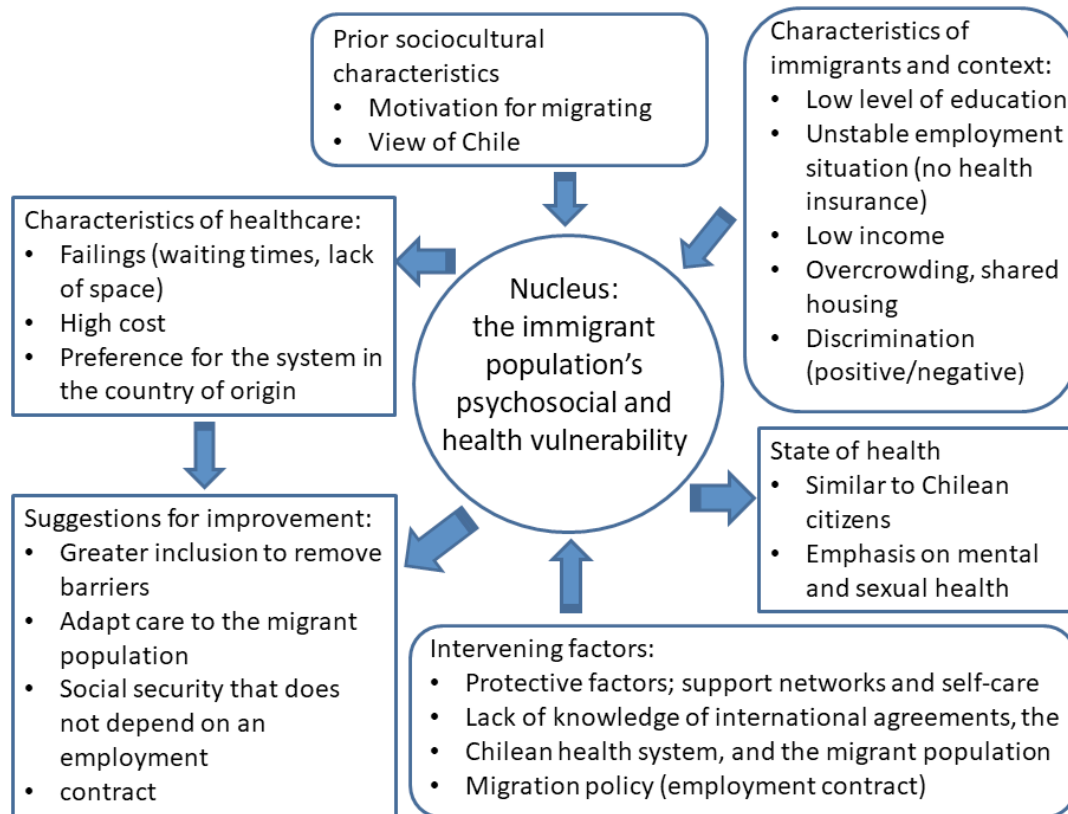 Prior sociocultural
characteristics
• Motivation for migrating
• View of Chile
Characteristics of
immigrants and context:
• Low level of education
• Unstable employment
situation (no health
insurance)
• Low income
• Overcrowding, shared
housing
• Discrimination
(positive/negative)
Characteristics of healthcare:
• Failings (waiting times, lack
of space)
• High cost
• Preference for the system in
the country of origin
Nucleus:
the immigrant
population’s
psychosocial and
health vulnerability
State of health
• Similar to Chilean
citizens
• Emphasis on mental
and sexual health
Suggestions for improvement:
• Greater inclusion to remove
barriers
• Adapt care to the migrant
population
• Social security that does
not depend on an
employment
• contract
Intervening factors:
• Protective factors; support networks and self-care
• Lack of knowledge of international agreements, the
• Chilean health system, and the migrant population
• Migration policy (employment contract)